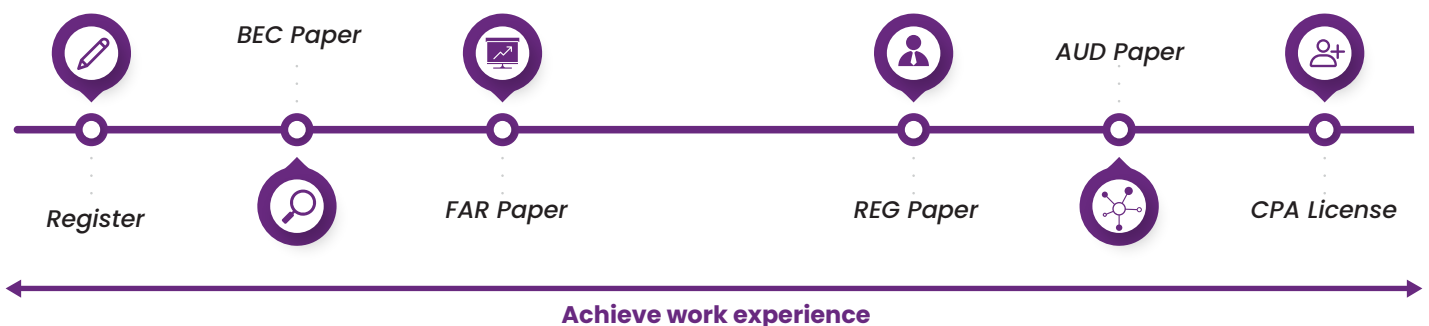 Register
BEC Paper
FAR Paper
REG Paper
AUD Paper
CPA License
Achieve work experience